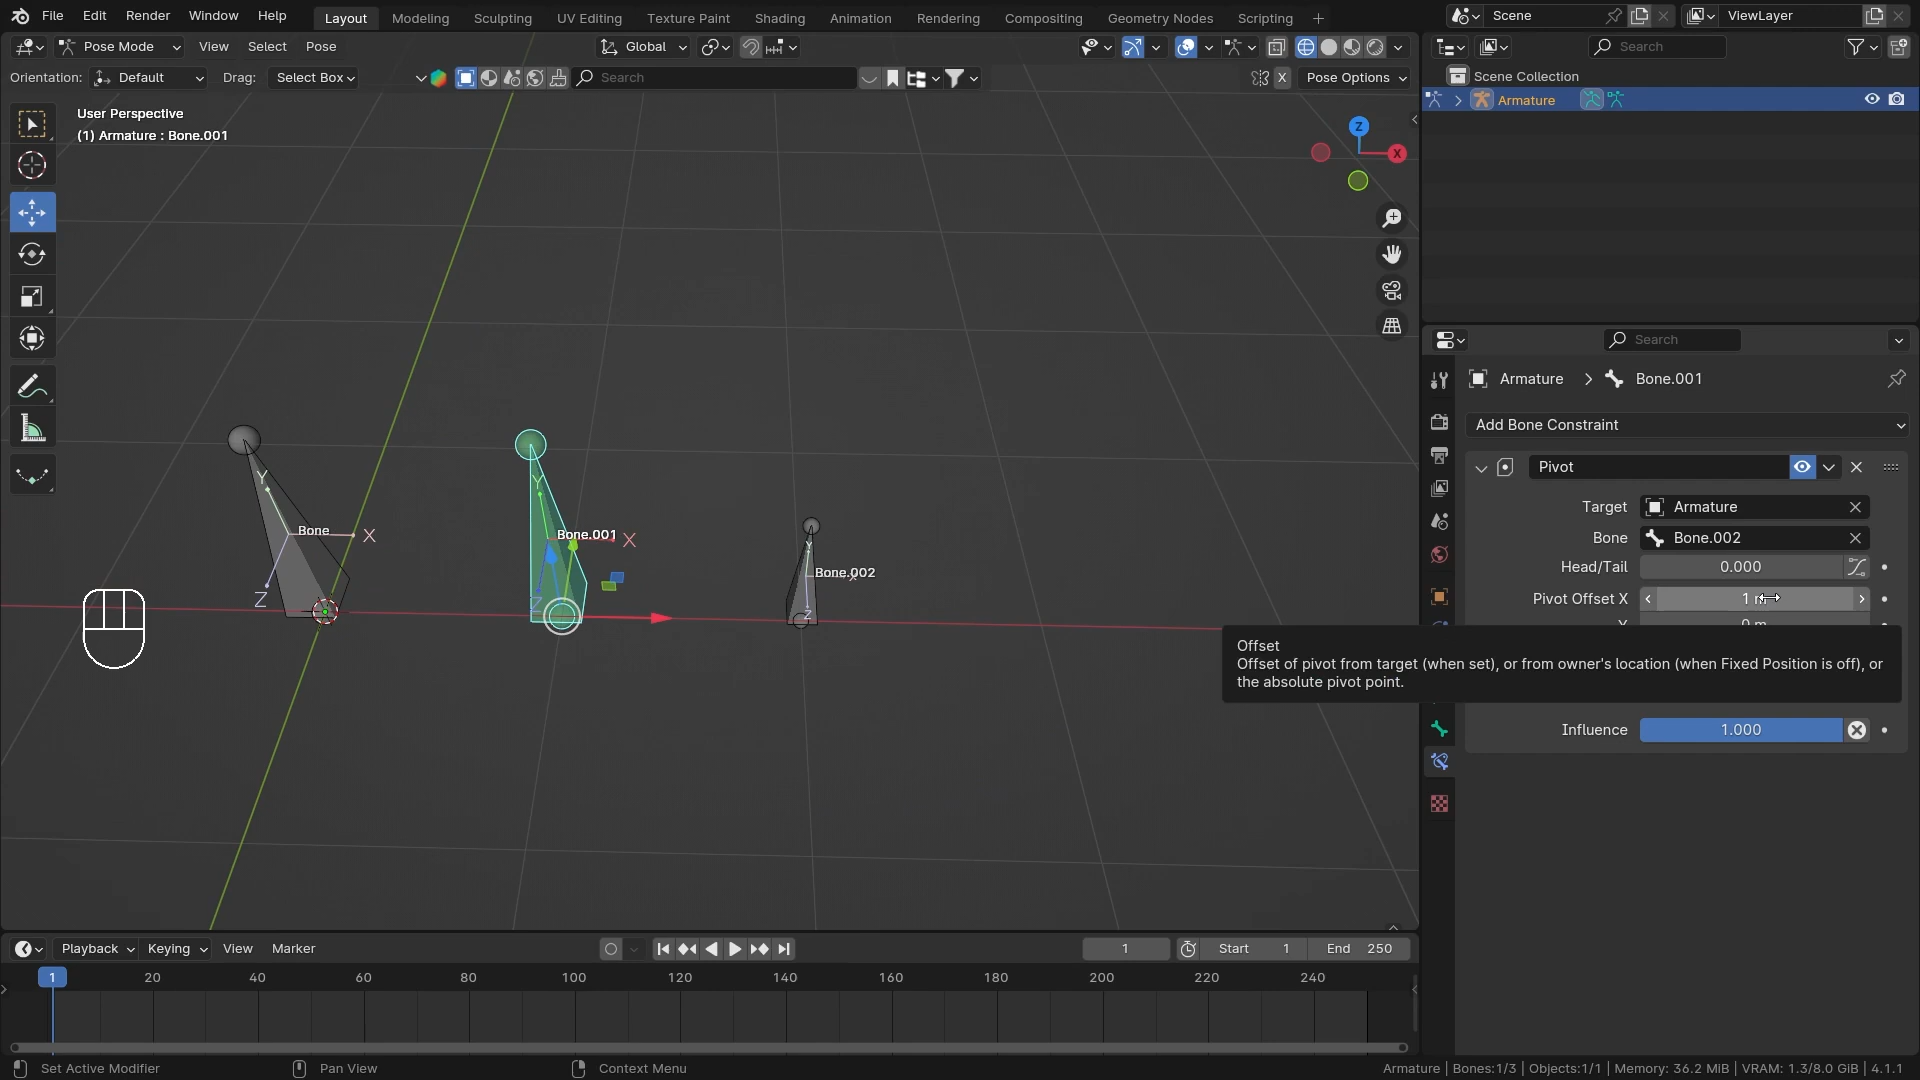 File Edit Render Window Help Layout Modeling Sculpting UV Editing Texture Paint Shading Animation Rendering Compositing Geometry Nodes Scripting Scene ViewLayer
Pose Mode View Select Pose Global Search
Orientation: Default Drag: Select Box Search X Pose Options
Scene Collection
Armature
User Perspective
(1) Armature : Bone.001
Z
X
Search
Armature Bone.001
Add Bone Constraint
Pivot
Target Armature
Bone Bone.002
Head/Tail 0.000
Pivot Offset X
Offset
Offset of pivot from target (when set), or from owner's location (when Fixed Position is off), or
the absolute pivot point.
Influence 1.000
Y
Bone
X
Z
Y
Bone.001
X
Z
Y
Bone.002
X
Z
Playback Keying View Marker 1 Start 1 End 250
1 20 40 60 80 100 120 140 160 180 200 220 240
Set Active Modifier Pan View Context Menu Armature | Bones:1/3 | Objects:1/1 | Memory: 36.2 MiB | VRAM: 1.3/8.0 GiB | 4.1.1